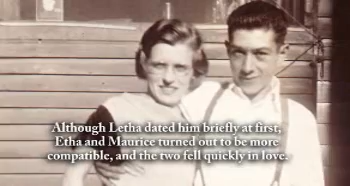 Although Letha dated him briefly at first,
Etha and Maurice turned out to be more
compatible, and the two fell quickly in love.